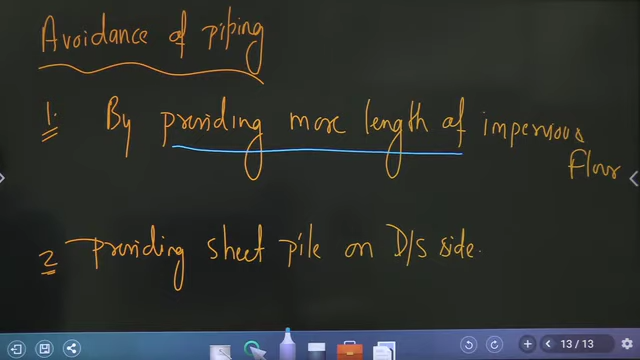 Avoidance of piping
1. By providing more length of impervious
floor
2 Providing sheet pile on D/S side.
13 / 13